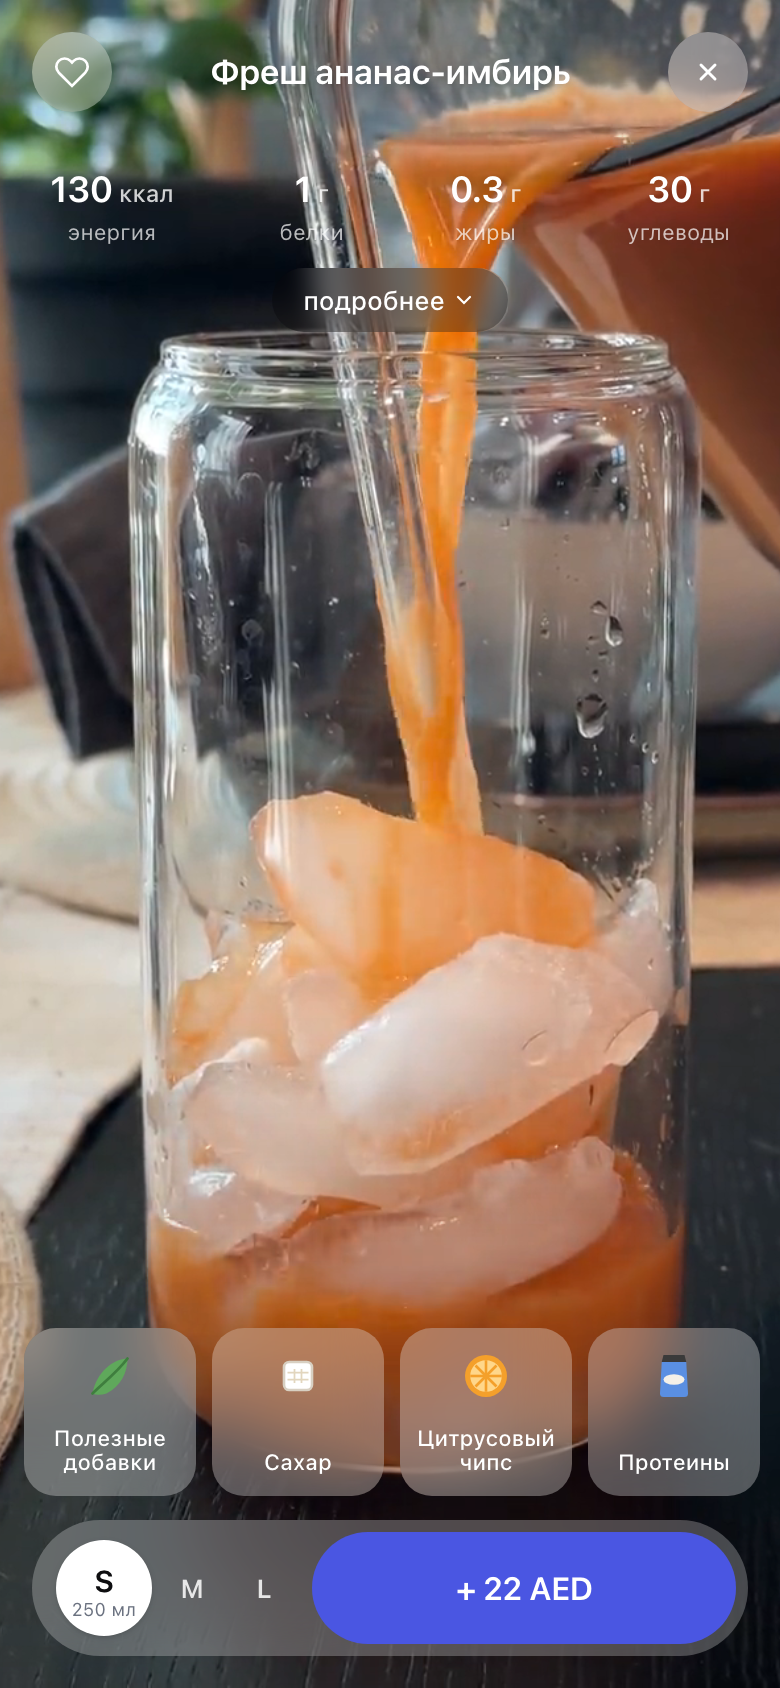 Фреш ананас-имбирь
130 ккал 1 г 0.3 г 30 г
энергия белки жиры углеводы
подробнее
Полезные добавки
Сахар
Цитрусовый чипс
Протеины
S M L + 22 AED
250 мл